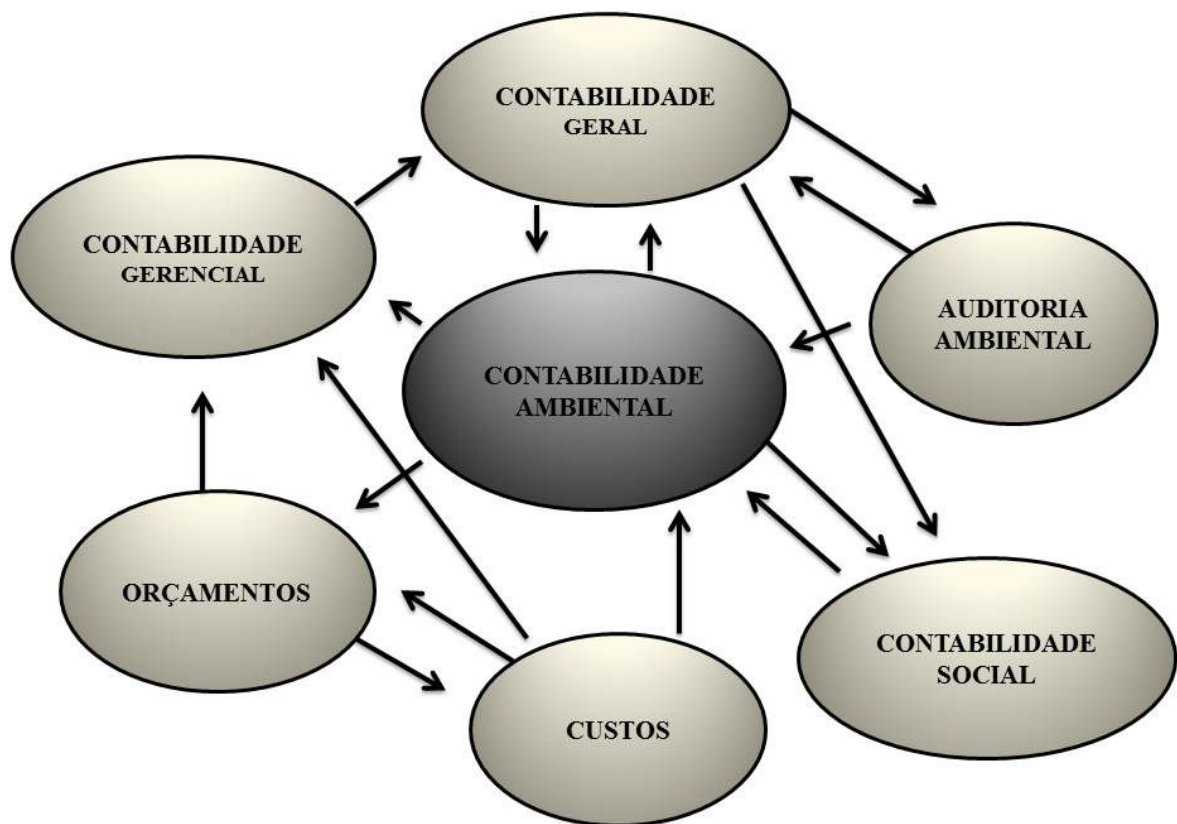 CONTABILIDADE
GERAL
CONTABILIDADE
GERENCIAL
AUDITORIA
AMBIENTAL
CONTABILIDADE
AMBIENTAL
ORÇAMENTOS
CONTABILIDADE
SOCIAL
CUSTOS